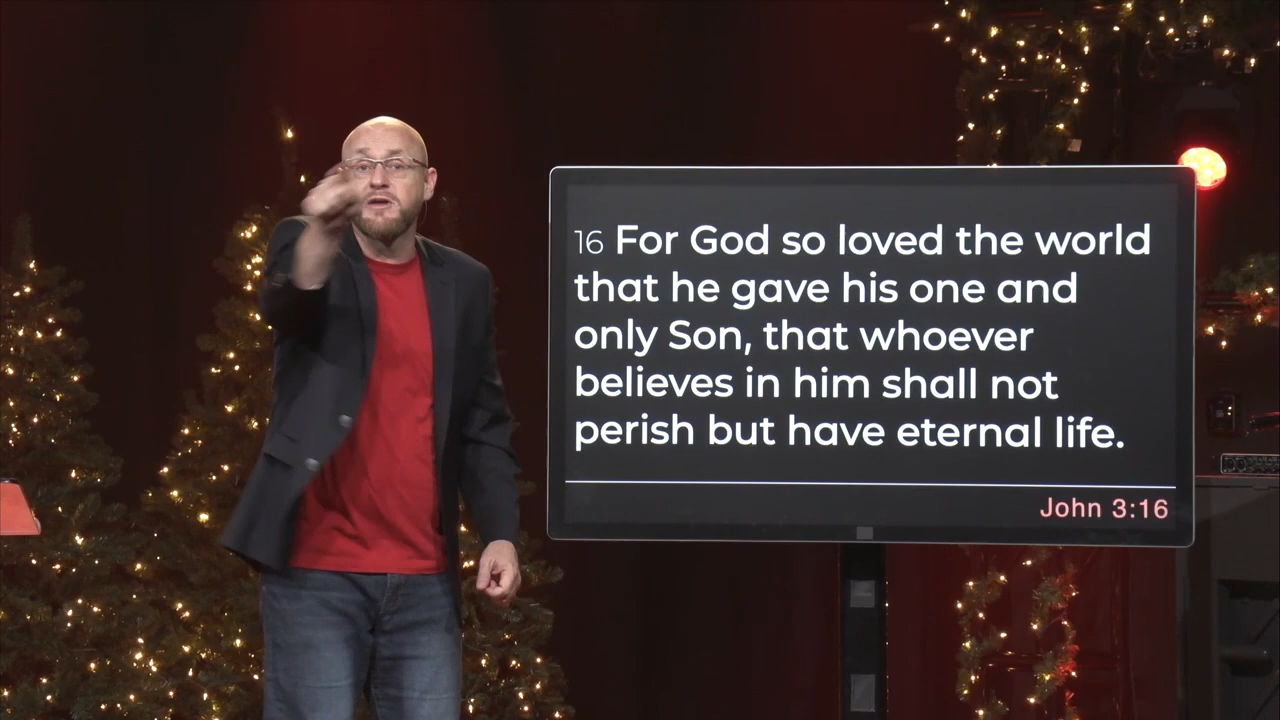 16 For God so loved the world
that he gave his one and
only Son, that whoever
believes in him shall not
perish but have eternal life.
John 3:16